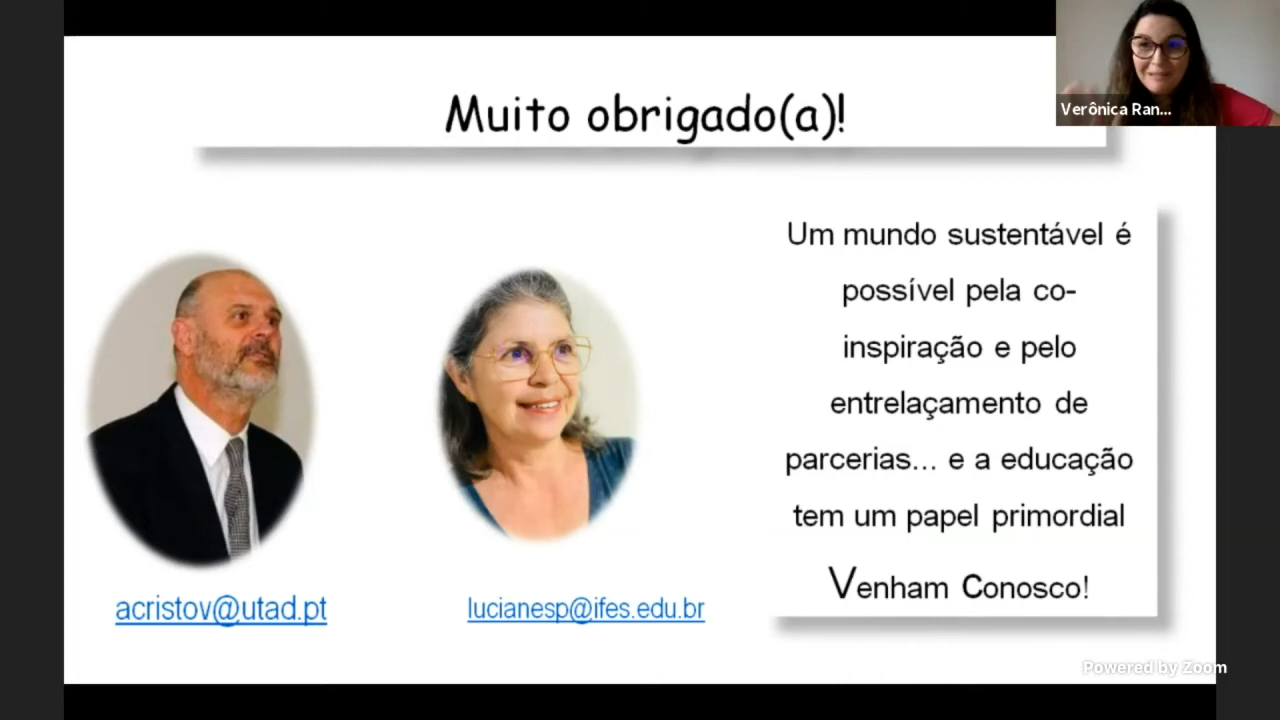 Muito obrigado(a)!
Verônica Ran...
Um mundo sustentável é
possível pela co-
inspiração e pelo
entrelaçamento de
parcerias... e a educação
tem um papel primordial
Venham Conosco!
acristov@utad.pt
lucianesp@ifes.edu.br
Powered by Zoom